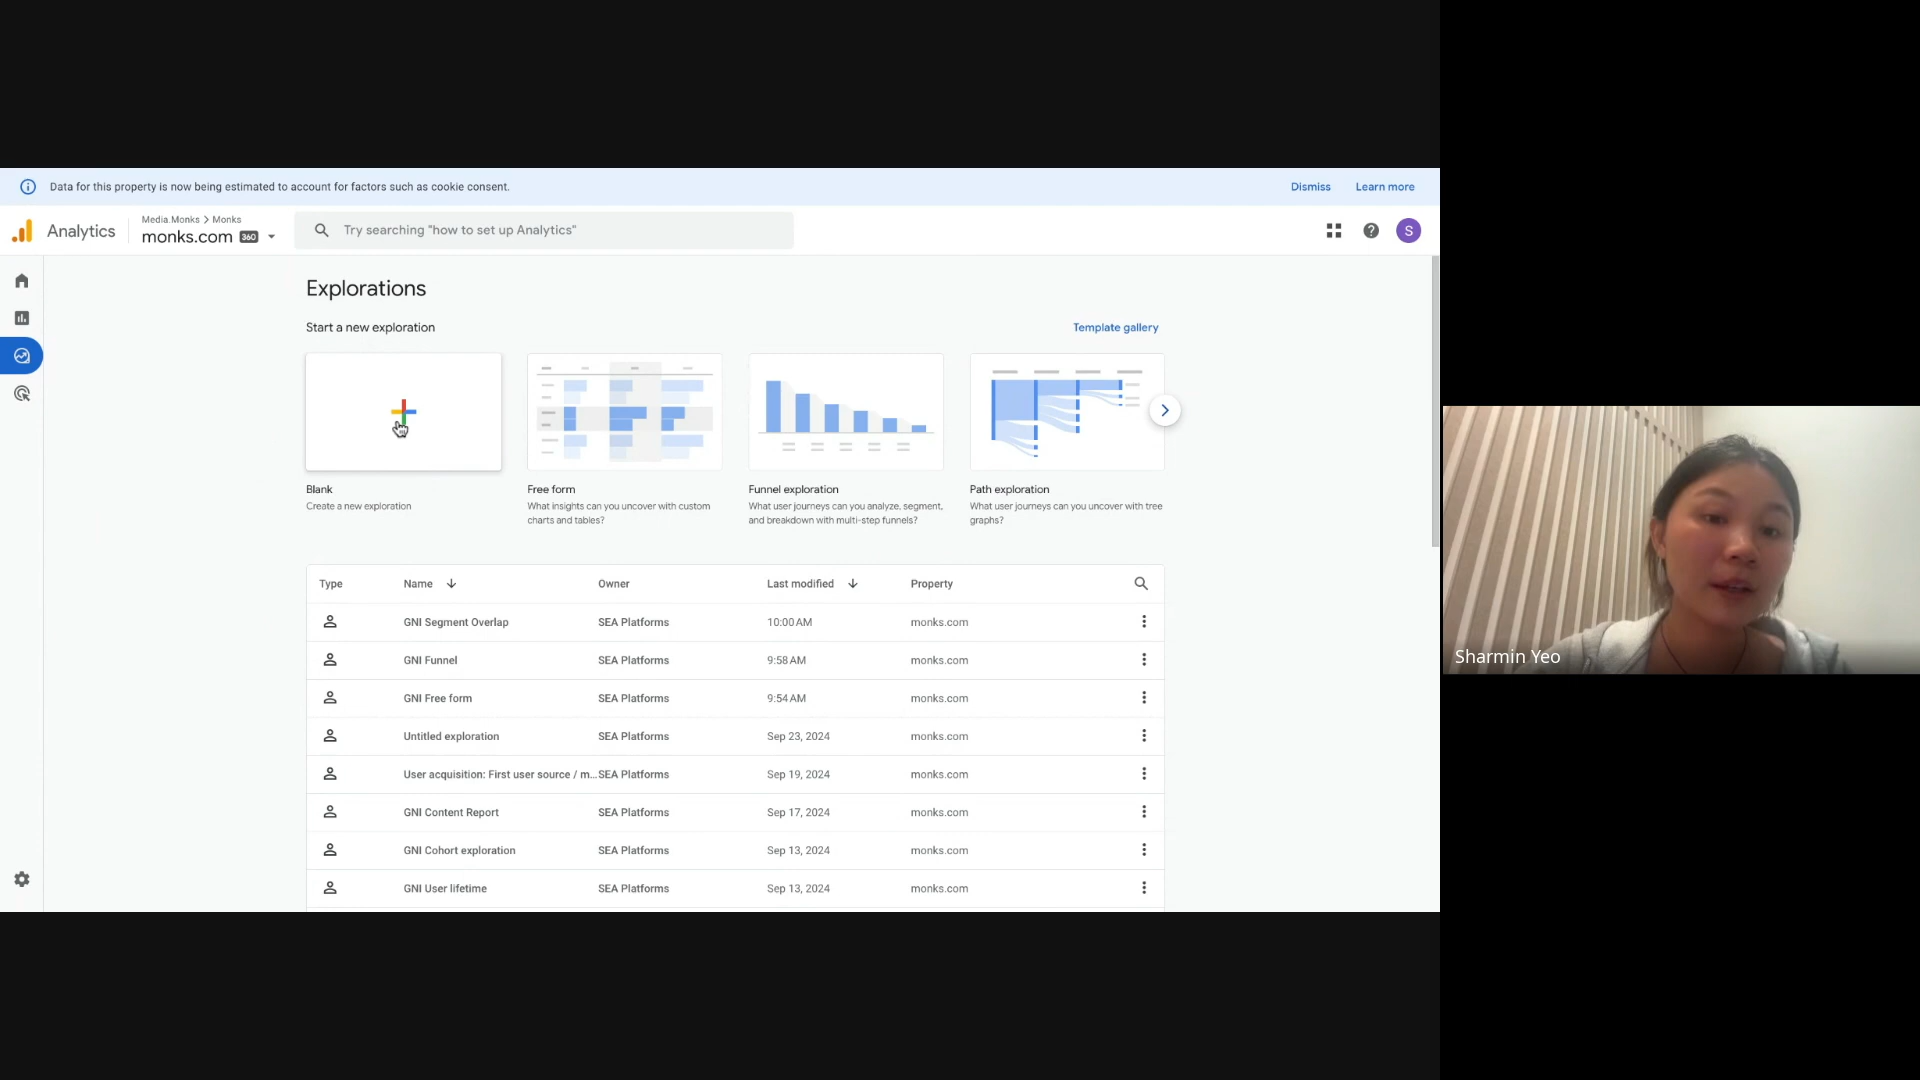 Data for this property is now being estimated to account for factors such as cookie consent.
Dismiss
Learn more
Analytics
Media.Monks > Monks
monks.com 360
Try searching "how to set up Analytics"
S
Explorations
Start a new exploration
Template gallery
Blank
Create a new exploration
Free form
What insights can you uncover with custom
charts and tables?
Funnel exploration
What user journeys can you analyze, segment,
and breakdown with multi-step funnels?
Path exploration
What user journeys can you uncover with tree
graphs?
Type Name Owner Last modified Property
GNI Segment Overlap SEA Platforms 10:00 AM monks.com
GNI Funnel SEA Platforms 9:58 AM monks.com
GNI Free form SEA Platforms 9:54 AM monks.com
Untitled exploration SEA Platforms Sep 23, 2024 monks.com
User acquisition: First user source / m... SEA Platforms Sep 19, 2024 monks.com
GNI Content Report SEA Platforms Sep 17, 2024 monks.com
GNI Cohort exploration SEA Platforms Sep 13, 2024 monks.com
GNI User lifetime SEA Platforms Sep 13, 2024 monks.com
Sharmin Yeo